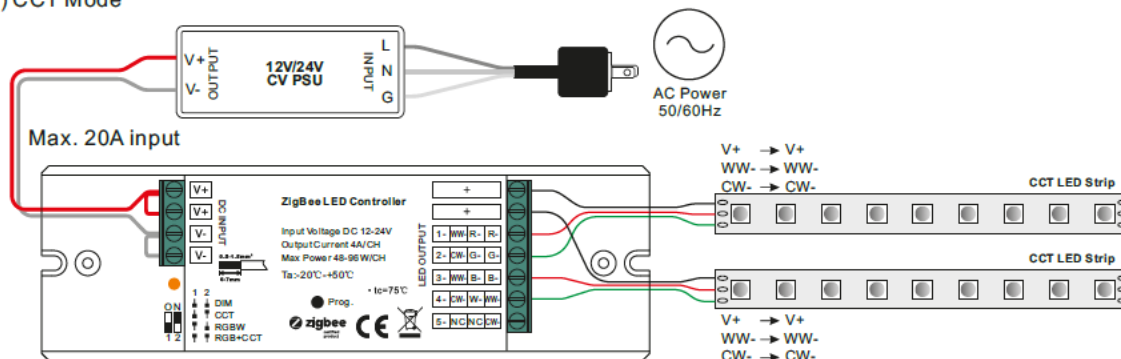 ) CCT Mode
V+
V-
OUTPUT
12V/24V
CV PSU
INPUT
L
N
G
AC Power
50/60Hz
Max. 20A input
V+ → V+
WW- → WW-
CW- → CW-
CCT LED Strip
V+
V+
V-
V-
DC INPUT
ZigBee LED Controller
Input Voltage DC 12-24V
Output Current 4A/CH
Max Power 48-96W/CH
Ta:-20°C-+50°C
• tc=75°C
Prog.
zigbee
CE
1 2
DIM
CCT
RGBW
RGB+CCT
ON
1 2
LED OUTPUT
+
+
1- WW- R- R-
2- CW- G- G-
3- WW- B- B-
4- CW- W- WW-
5- NC NC CW-
CCT LED Strip
V+ → V+
WW- → WW-
CW- → CW-